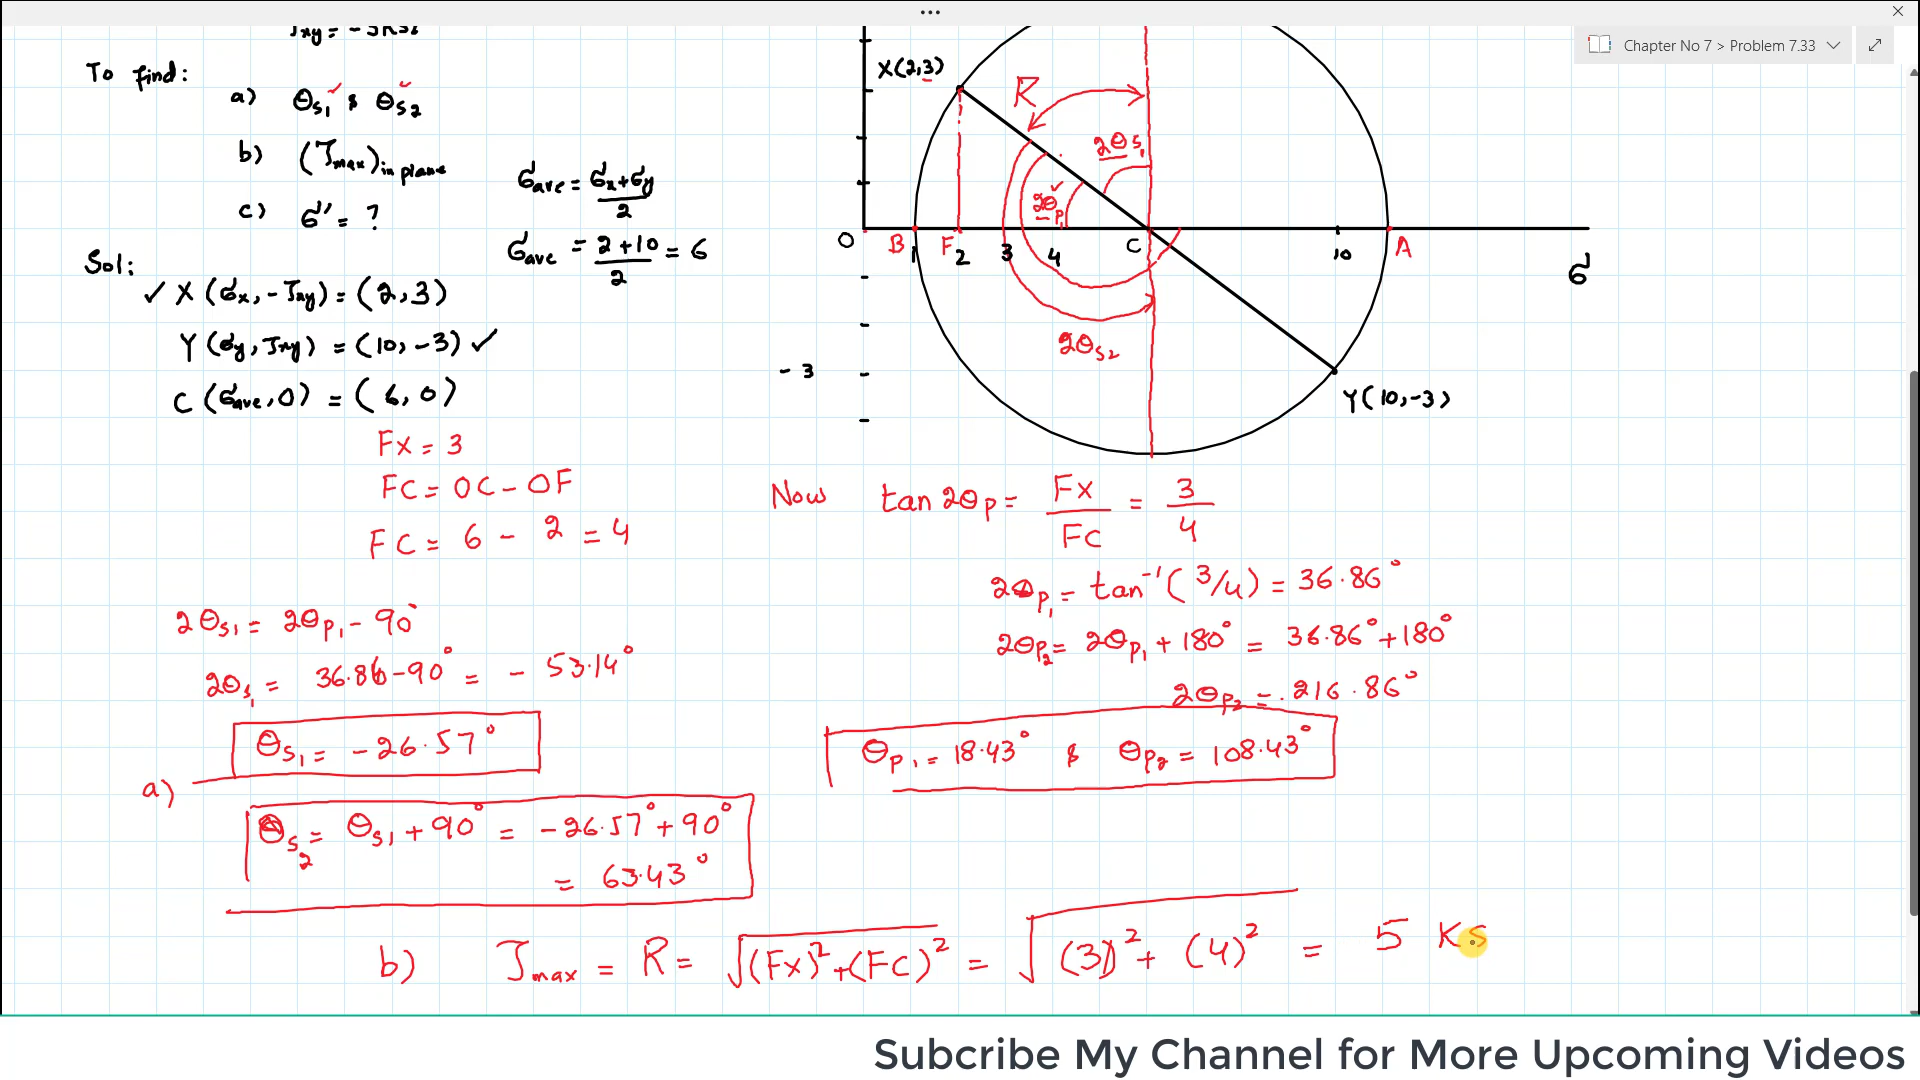 Chapter No 7 > Problem 7.33
τxy = -3Ksi
To find:
a) θs1 & θs2
b) (τmax)in plane
c) σ' = ?
σave = σx+σy / 2
σave = 2+10 / 2 = 6
Sol:
✓ X (σx, -τxy) = (2, 3)
Y (σy, τxy) = (10, -3) ✓
C (σave, 0) = (6, 0)
FX = 3
FC = OC - OF
FC = 6 - 2 = 4
X(2,3)
R
2θs1
2θp1
O B F C A
1 2 3 4 10
σ
2θs2
- 3
Y(10,-3)
Now tan 2θp = FX / FC = 3 / 4
2θp1 = tan⁻¹(3/4) = 36.86°
2θp2 = 2θp1 + 180° = 36.86° + 180°
2θp2 = 216.86°
θp1 = 18.43° & θp2 = 108.43°
2θs1 = 2θp1 - 90°
2θs1 = 36.86 - 90° = - 53.14°
θs1 = -26.57°
a)
θs2 = θs1 + 90° = -26.57° + 90°
= 63.43°
b) τmax = R = √(FX)² + (FC)² = √(3)² + (4)² = 5 Ks
Subcribe My Channel for More Upcoming Videos